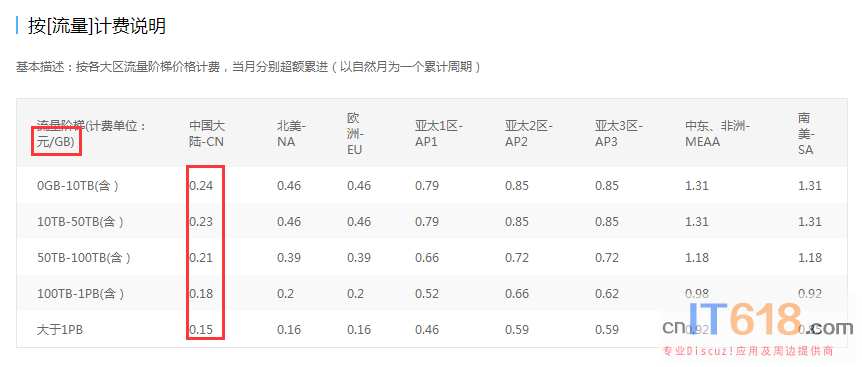 按[流量]计费说明
基本描述：按各大区流量阶梯价格计费，当月分别超额累进（以自然月为一个累计周期）
流量阶梯(计费单位：元/GB) 中国大陆-CN 北美-NA 欧洲-EU 亚太1区-AP1 亚太2区-AP2 亚太3区-AP3 中东、非洲-MEAA 南美-SA
0GB-10TB(含） 0.24 0.46 0.46 0.79 0.85 0.85 1.31 1.31
10TB-50TB(含） 0.23 0.46 0.46 0.79 0.85 0.85 1.31 1.31
50TB-100TB(含） 0.21 0.39 0.39 0.66 0.72 0.72 1.18 1.18
100TB-1PB(含） 0.18 0.2 0.2 0.52 0.66 0.62 0.98 0.92
大于1PB 0.15 0.16 0.16 0.46 0.59 0.59 0.92
cnIT618.com
专业Discuz!应用及周边提供商